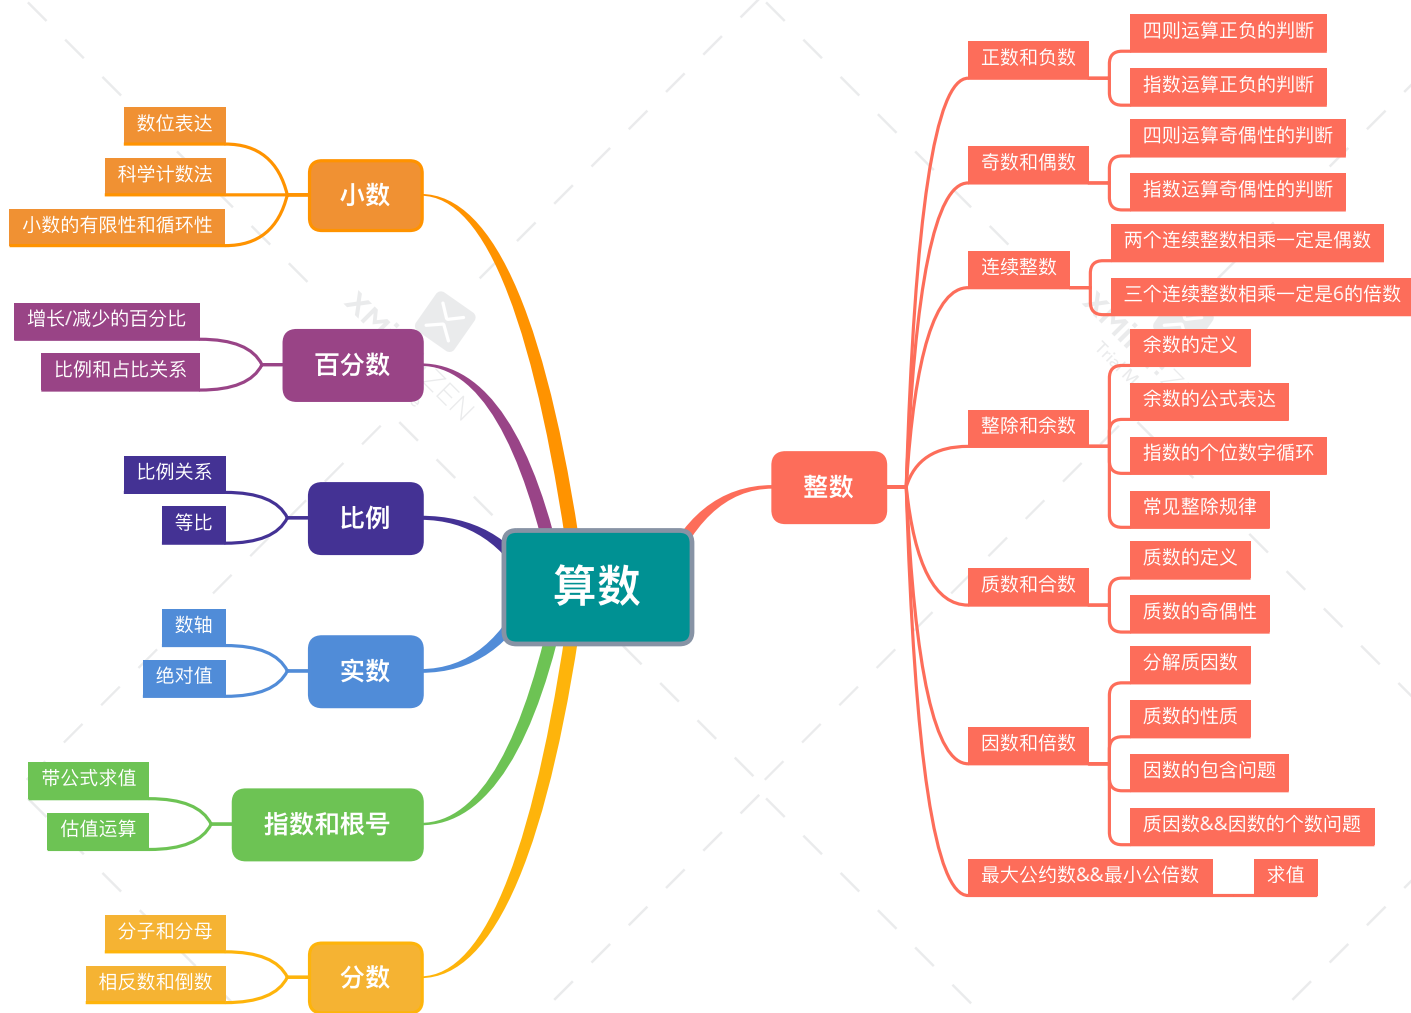 算数
整数
正数和负数
四则运算正负的判断
指数运算正负的判断
奇数和偶数
四则运算奇偶性的判断
指数运算奇偶性的判断
连续整数
两个连续整数相乘一定是偶数
三个连续整数相乘一定是6的倍数
整除和余数
余数的定义
余数的公式表达
指数的个位数字循环
常见整除规律
质数和合数
质数的定义
质数的奇偶性
因数和倍数
分解质因数
质数的性质
因数的包含问题
质因数&&因数的个数问题
最大公约数&&最小公倍数
求值
小数
数位表达
科学计数法
小数的有限性和循环性
百分数
增长/减少的百分比
比例和占比关系
比例
比例关系
等比
实数
数轴
绝对值
指数和根号
带公式求值
估值运算
分数
分子和分母
相反数和倒数
ZEN